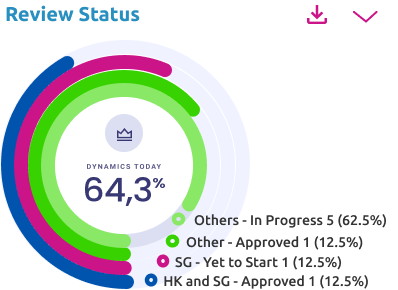 Review Status
DYNAMICS TODAY
64,3%
Others - In Progress 5 (62.5%)
Other - Approved 1 (12.5%)
SG - Yet to Start 1 (12.5%)
HK and SG - Approved 1 (12.5%)